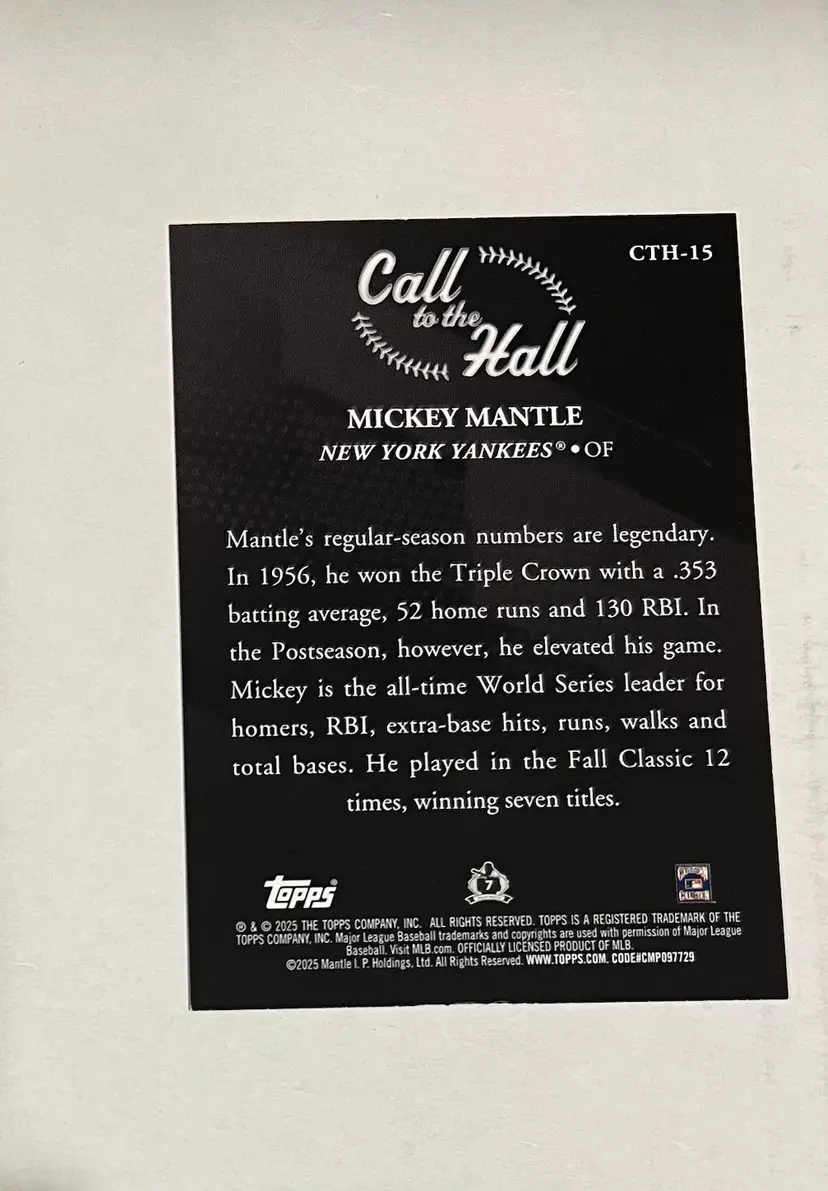 CTH-15
Call
to the
Hall
MICKEY MANTLE
NEW YORK YANKEES® • OF
Mantle's regular-season numbers are legendary.
In 1956, he won the Triple Crown with a .353
batting average, 52 home runs and 130 RBI. In
the Postseason, however, he elevated his game.
Mickey is the all-time World Series leader for
homers, RBI, extra-base hits, runs, walks and
total bases. He played in the Fall Classic 12
times, winning seven titles.
Topps®
7
® & © 2025 THE TOPPS COMPANY, INC. ALL RIGHTS RESERVED. TOPPS IS A REGISTERED TRADEMARK OF THE
TOPPS COMPANY, INC. Major League Baseball trademarks and copyrights are used with permission of Major League
Baseball. Visit MLB.com. OFFICIALLY LICENSED PRODUCT OF MLB.
©2025 Mantle I. P. Holdings, Ltd. All Rights Reserved. WWW.TOPPS.COM. CODE#CMP097729